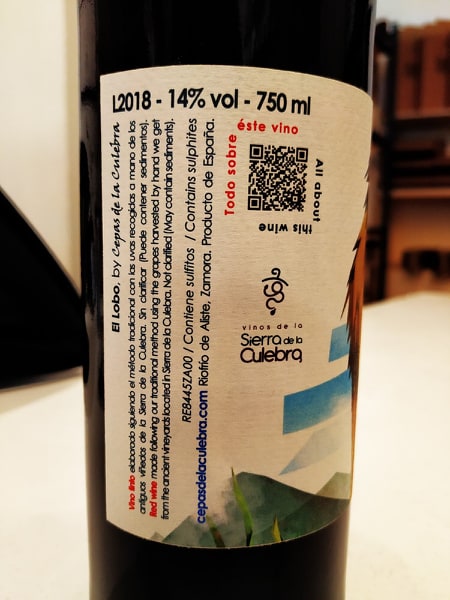 L2018 - 14% vol - 750 ml
El Lobo, by Cepas de la Culebra
Vino tinto elaborado siguiendo el método tradicional con las uvas recogidas a mano de los
antiguos viñedos de la Sierra de la Culebra. Sin clarificar (Puede contener sedimentos).
Red wine made following our traditional method using the grapes harvested by hand we get
from the ancient vineyards located in Sierra de la Culebra. Not clarified (May contain sediments).
RE8445ZA00 / Contiene sulfitos / Contains sulphites
cepasdelaculebra.com Riofrío de Aliste, Zamora. Producto de España.
Todo sobre
éste vino
All about
this wine
vinos de la
Sierra de la
Culebra